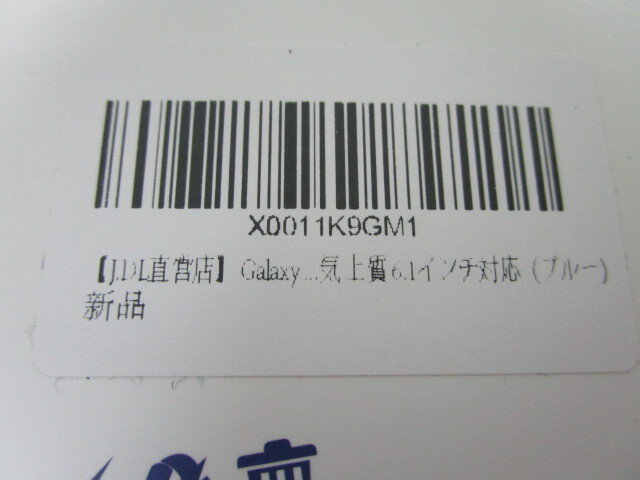 X0011K9GM1
【J.DL直営店】 Galaxy ...気 上質 6.1インチ対応 (ブルー)
新品